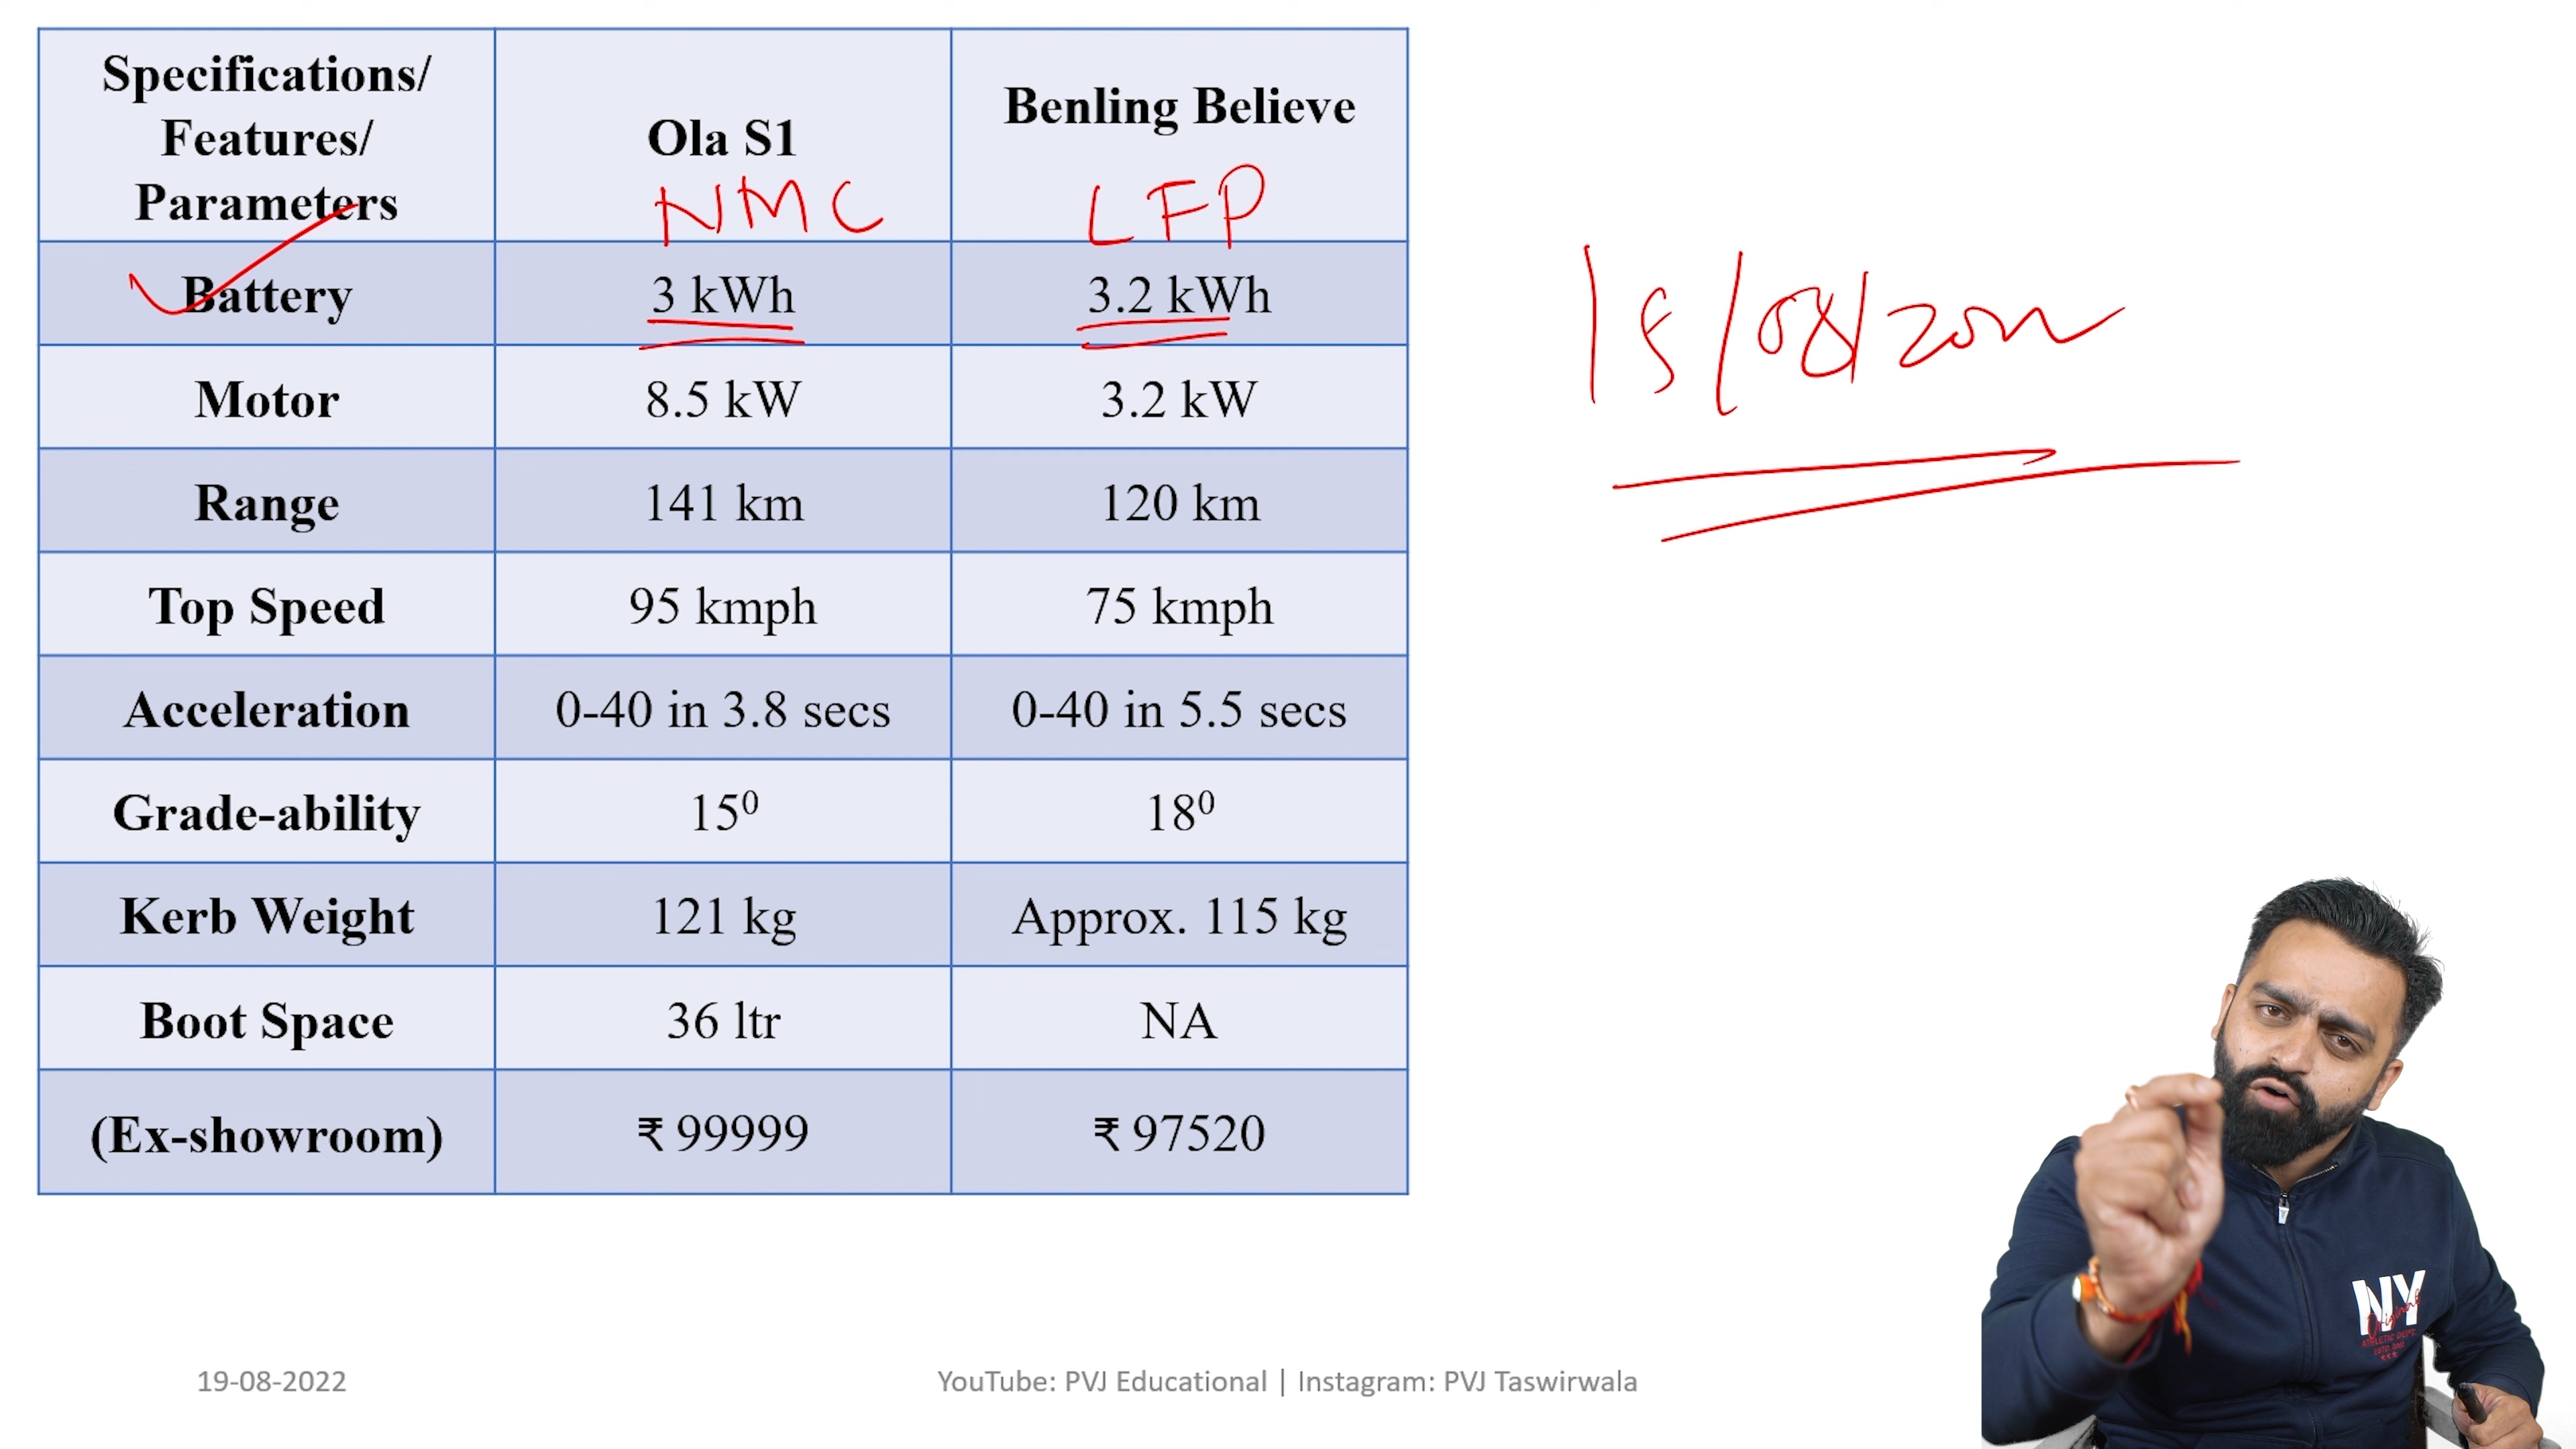 Specifications/
Features/
Parameters
Ola S1
NMC
Benling Believe
LFP
Battery
3 kWh
3.2 kWh
Motor
8.5 kW
3.2 kW
Range
141 km
120 km
Top Speed
95 kmph
75 kmph
Acceleration
0-40 in 3.8 secs
0-40 in 5.5 secs
Grade-ability
15⁰
18⁰
Kerb Weight
121 kg
Approx. 115 kg
Boot Space
36 ltr
NA
(Ex-showroom)
₹ 99999
₹ 97520
NY
Original
19-08-2022
YouTube: PVJ Educational | Instagram: PVJ Taswirwala